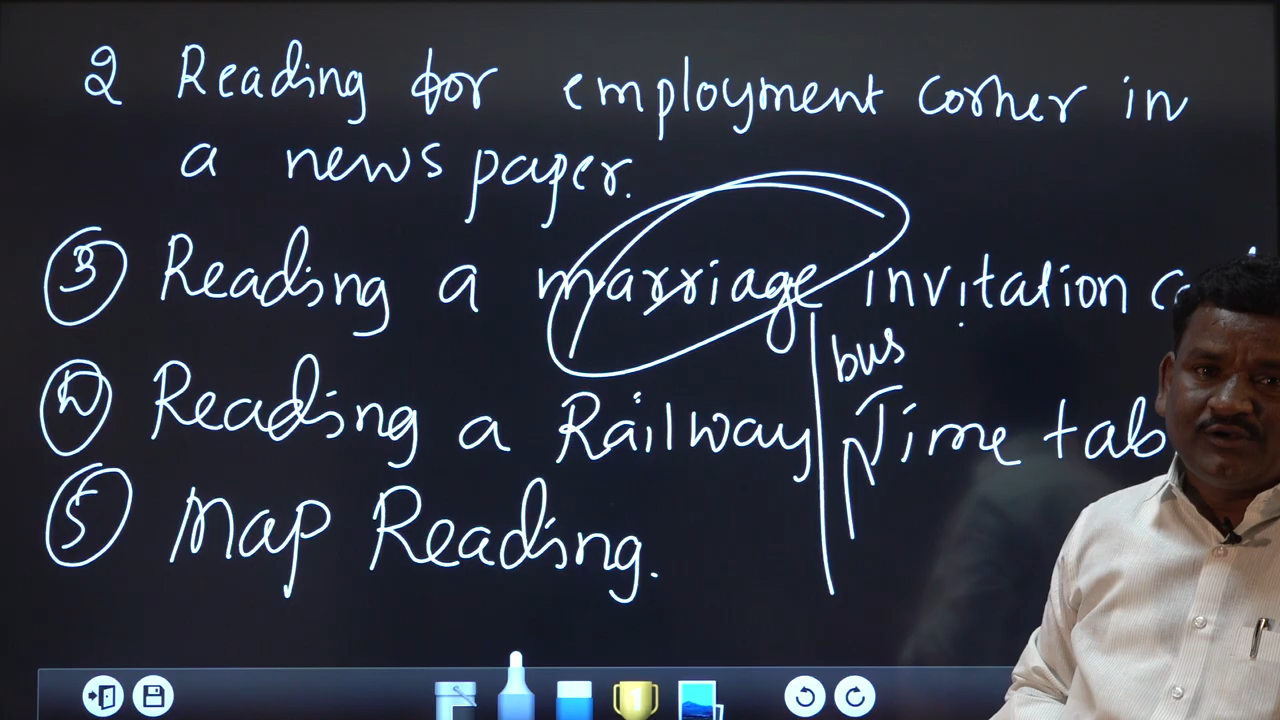 2 Reading for employment corner in
a news paper.
3 Reading a marriage invitation
bus
4 Reading a Railway Time tab
5 Map Reading.